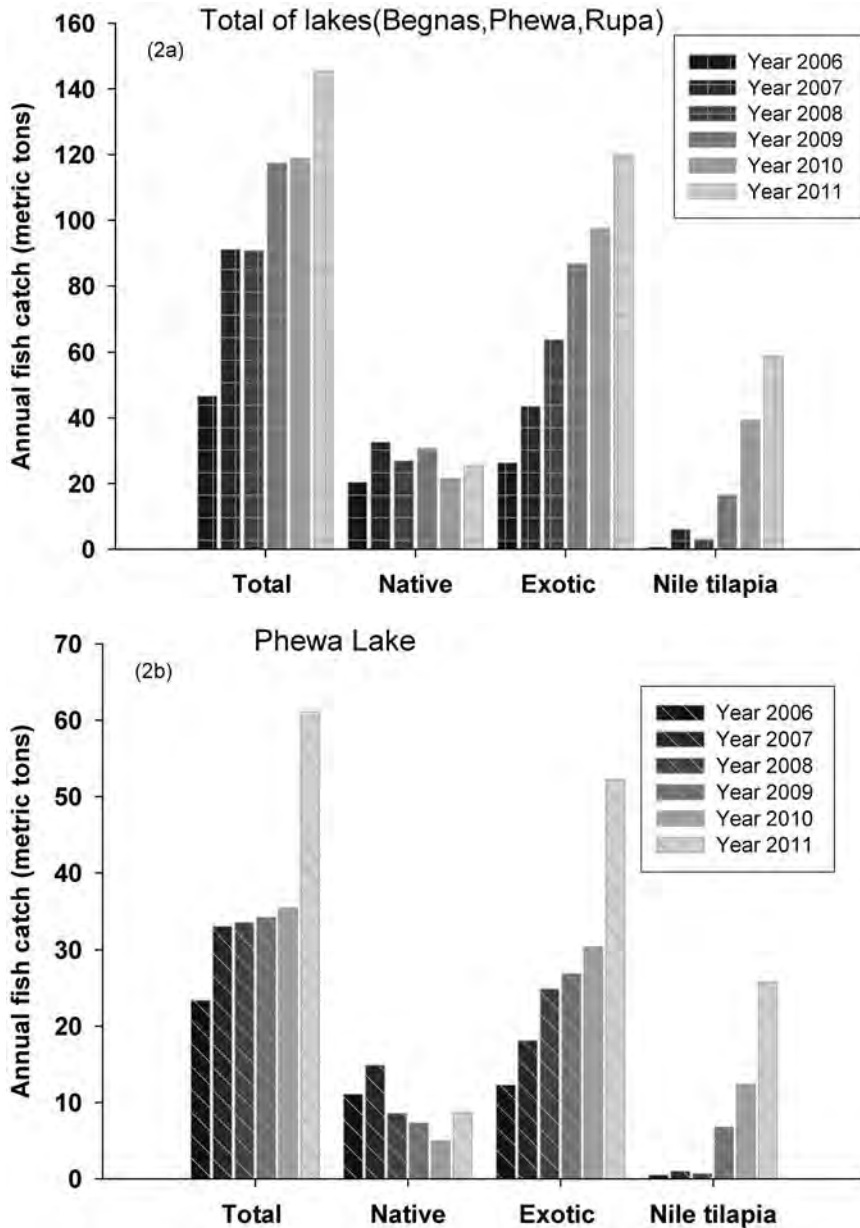 Total of lakes(Begnas,Phewa,Rupa)
(2a)
Annual fish catch (metric tons)
160
140
120
100
80
60
40
20
0
Year 2006
Year 2007
Year 2008
Year 2009
Year 2010
Year 2011
Total Native Exotic Nile tilapia
Phewa Lake
(2b)
Annual fish catch (metric tons)
70
60
50
40
30
20
10
0
Year 2006
Year 2007
Year 2008
Year 2009
Year 2010
Year 2011
Total Native Exotic Nile tilapia